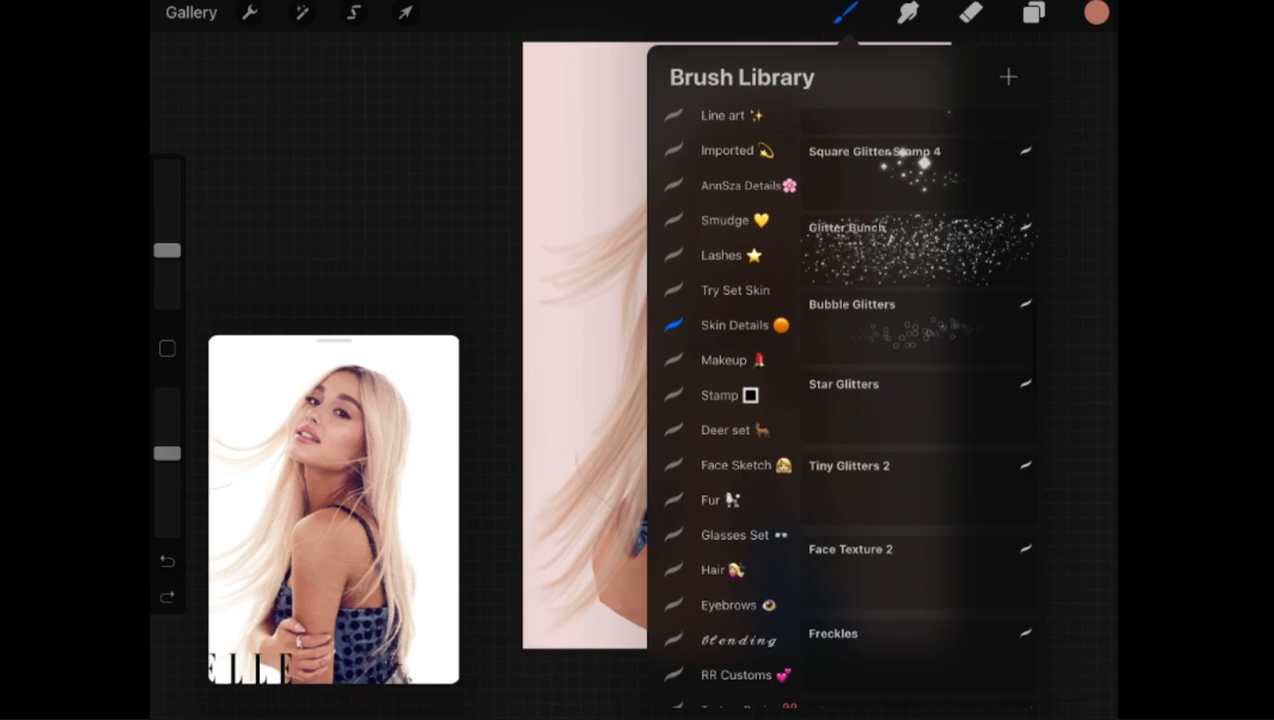 Gallery
Brush Library
Line art ✨
Imported 💫
AnnSza Details🌸
Smudge 💛
Lashes ⭐
Try Set Skin
Skin Details 🟠
Makeup 💄
Stamp 🔳
Deer set 🦌
Face Sketch 👩🏼
Fur 🐩
Glasses Set 👓
Hair 💇🏼‍♀️
Eyebrows 👁️
blending
RR Customs 💕
Square Glitter Stamp 4
Glitter Bunch
Bubble Glitters
Star Glitters
Tiny Glitters 2
Face Texture 2
Freckles
ELLE